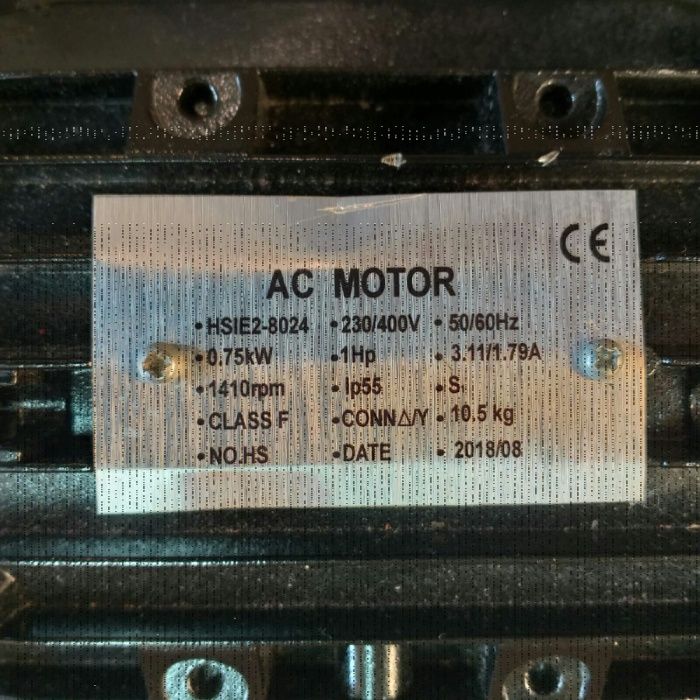 CE
AC MOTOR
•HSIE2-8024 •230/400V •50/60Hz
•0.75kW •1Hp •3.11/1.79A
•1410rpm •Ip55 •S₁
•CLASS F •CONN△/Y •10.5 kg
•NO.HS •DATE •2018/08